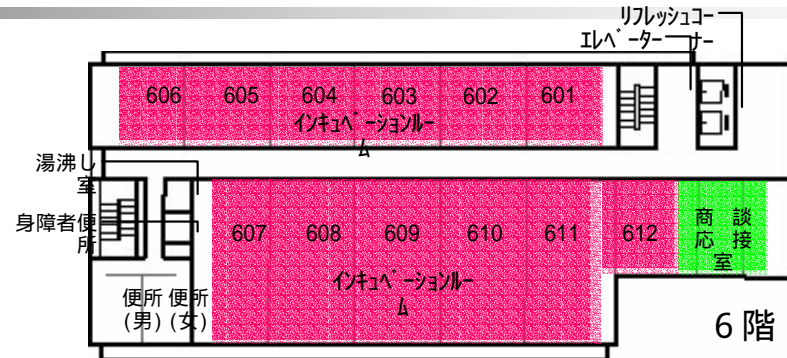 リフレッシュコー
ナー
エレベーター
606 605 604 603 602 601
インキュベーションルー
ム
湯沸し
室
身障者便
所
607 608 609 610 611 612
商談
応接
室
インキュベーションルー
ム
便所 便所
(男) (女)
6階